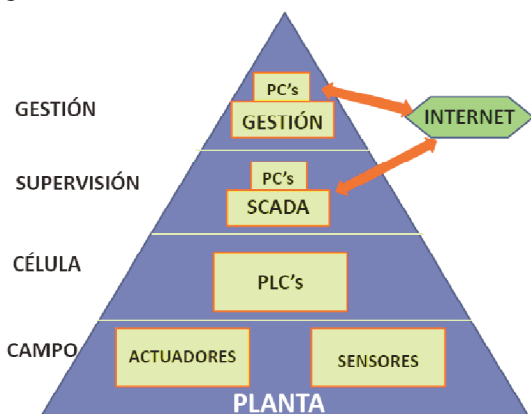 PC's
GESTIÓN
GESTIÓN
INTERNET
SUPERVISIÓN
PC's
SCADA
CÉLULA
PLC's
CAMPO
ACTUADORES
SENSORES
PLANTA